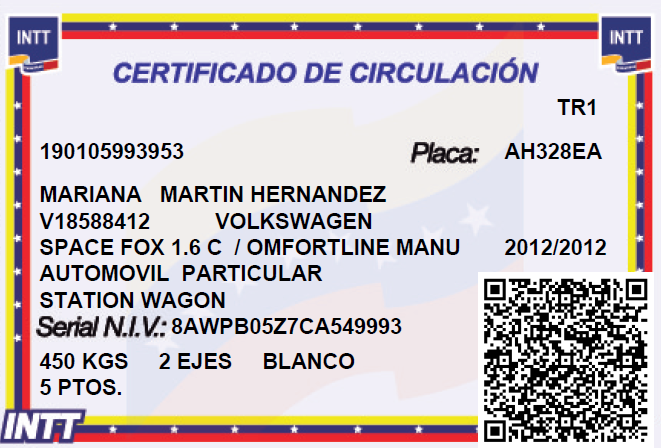 INTT INTT
CERTIFICADO DE CIRCULACIÓN
TR1
190105993953 Placa: AH328EA
MARIANA MARTIN HERNANDEZ
V18588412 VOLKSWAGEN
SPACE FOX 1.6 C / OMFORTLINE MANU 2012/2012
AUTOMOVIL PARTICULAR
STATION WAGON
Serial N.I.V.: 8AWPB05Z7CA549993
450 KGS 2 EJES BLANCO
5 PTOS.
INTT